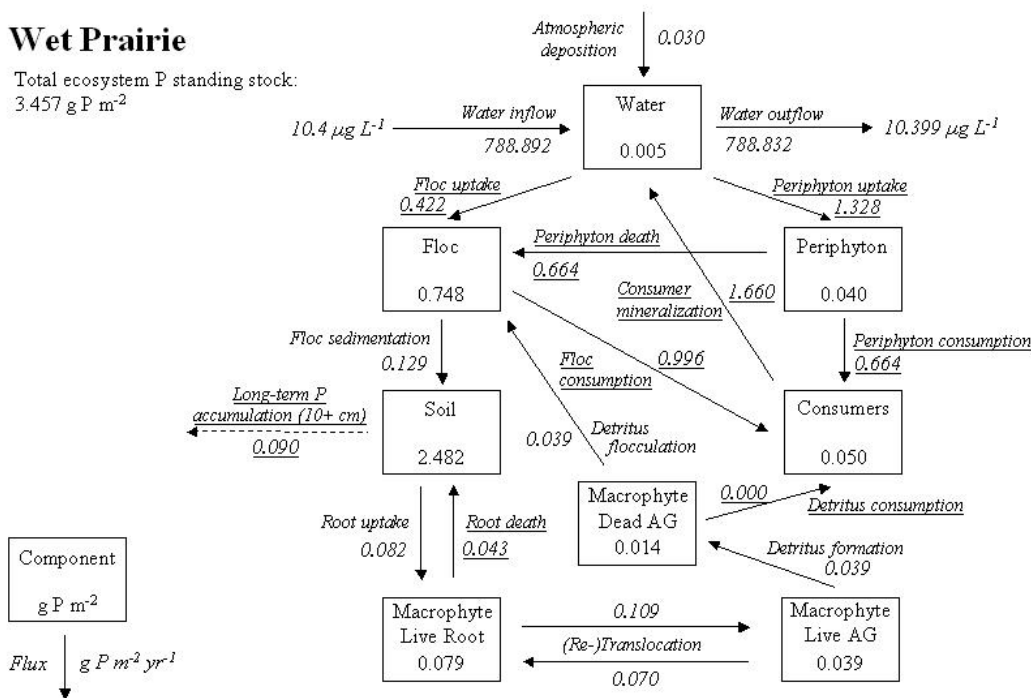 Wet Prairie
Total ecosystem P standing stock:
3.457 g P m⁻²
Atmospheric
deposition
0.030
Water
0.005
Water inflow
10.4 µg L⁻¹
788.892
Water outflow
10.399 µg L⁻¹
788.832
Floc uptake
0.422
Periphyton uptake
1.328
Floc
0.748
Periphyton death
0.664
Periphyton
0.040
Consumer
mineralization
1.660
Floc sedimentation
0.129
Floc
consumption
0.996
Periphyton consumption
0.664
Long-term P
accumulation (10+ cm)
0.090
Soil
2.482
0.039
Detritus
flocculation
Consumers
0.050
Macrophyte
Dead AG
0.014
0.000
Detritus consumption
Root uptake
0.082
Root death
0.043
Detritus formation
0.039
Component
g P m⁻²
Flux
g P m⁻² yr⁻¹
Macrophyte
Live Root
0.079
0.109
(Re-)Translocation
0.070
Macrophyte
Live AG
0.039